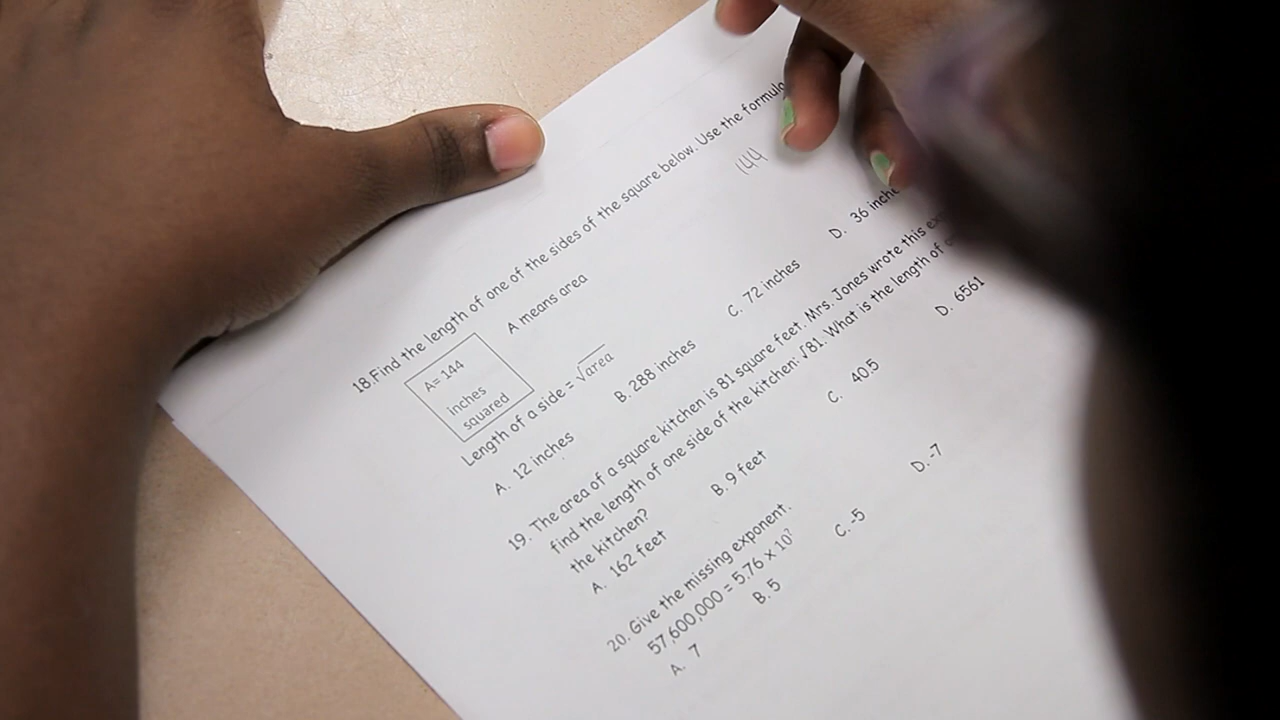 18.Find the length of one of the sides of the square below. Use the formula
144
A= 144
inches
squared
A means area
Length of a side = √area
A. 12 inches B. 288 inches C. 72 inches D. 36
19. The area of a square kitchen is 81 square feet. Mrs. Jones wrote this
find the length of one side of the kitchen: √81. What is the length of
the kitchen?
A. 162 feet B. 9 feet C. 40.5 D. 6561
20. Give the missing exponent.
57,600,000 = 5.76 x 10?
A. 7 B. 5 C. -5 D. -7